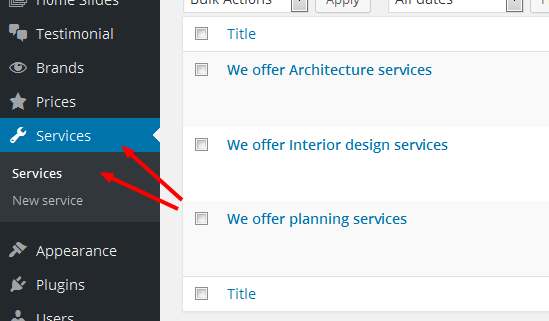 Home Slides
Testimonial
Brands
Prices
Services
Services
New service
Appearance
Plugins
Users
Bulk Actions
Apply
All dates
Title
We offer Architecture services
We offer Interior design services
We offer planning services
Title